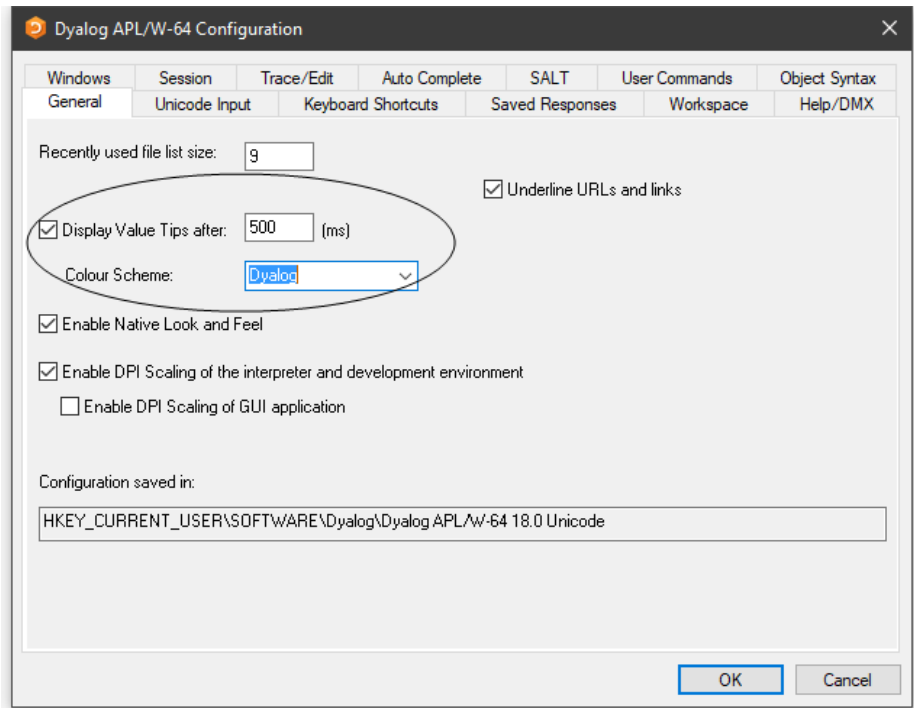 Dyalog APL/W-64 Configuration
Windows Session Trace/Edit Auto Complete SALT User Commands Object Syntax
General Unicode Input Keyboard Shortcuts Saved Responses Workspace Help/DMX
Recently used file list size: 9
Underline URLs and links
Display Value Tips after: 500 (ms)
Colour Scheme: Dyalog
Enable Native Look and Feel
Enable DPI Scaling of the interpreter and development environment
Enable DPI Scaling of GUI application
Configuration saved in:
HKEY_CURRENT_USER\SOFTWARE\Dyalog\Dyalog APL/W-64 18.0 Unicode
OK Cancel